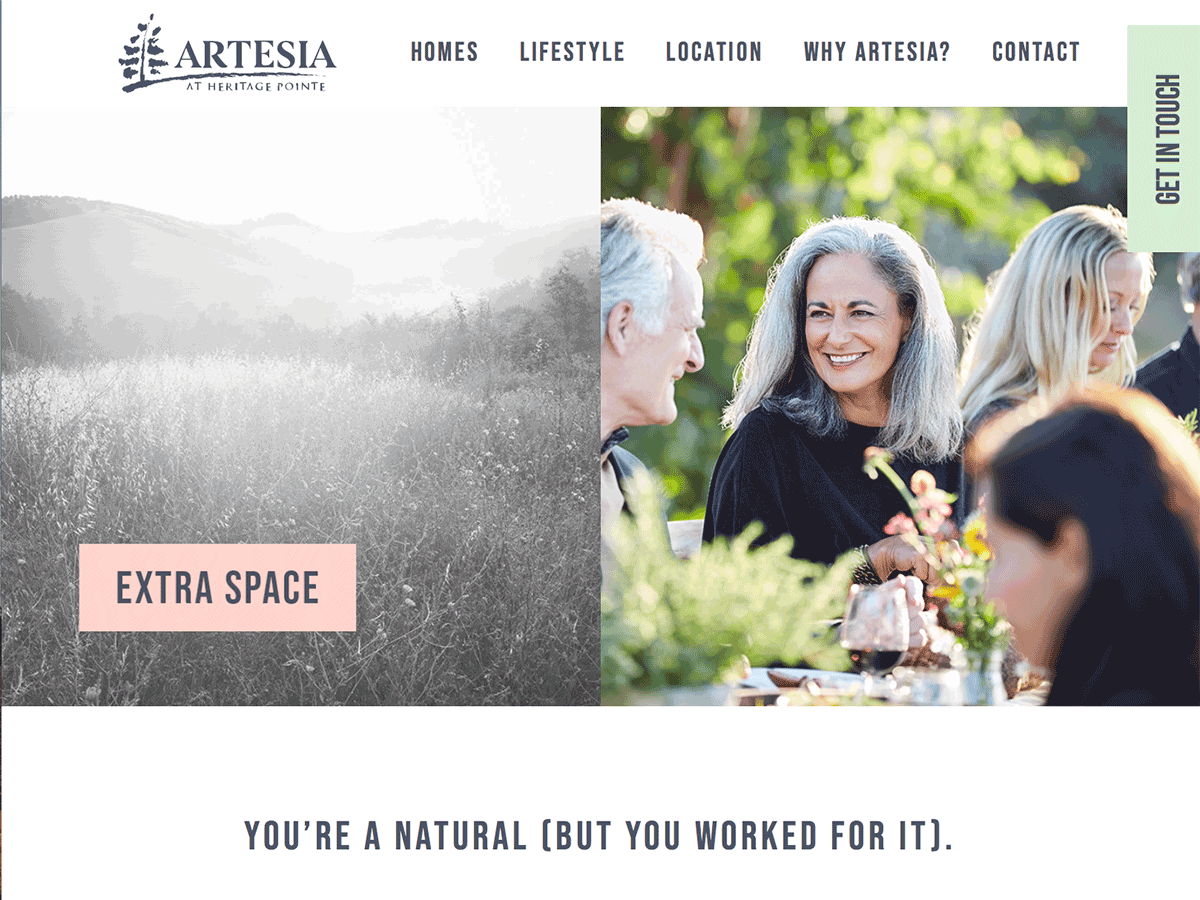 ARTESIA
AT HERITAGE POINTE
HOMES
LIFESTYLE
LOCATION
WHY ARTESIA?
CONTACT
GET IN TOUCH
EXTRA SPACE
YOU’RE A NATURAL (BUT YOU WORKED FOR IT).